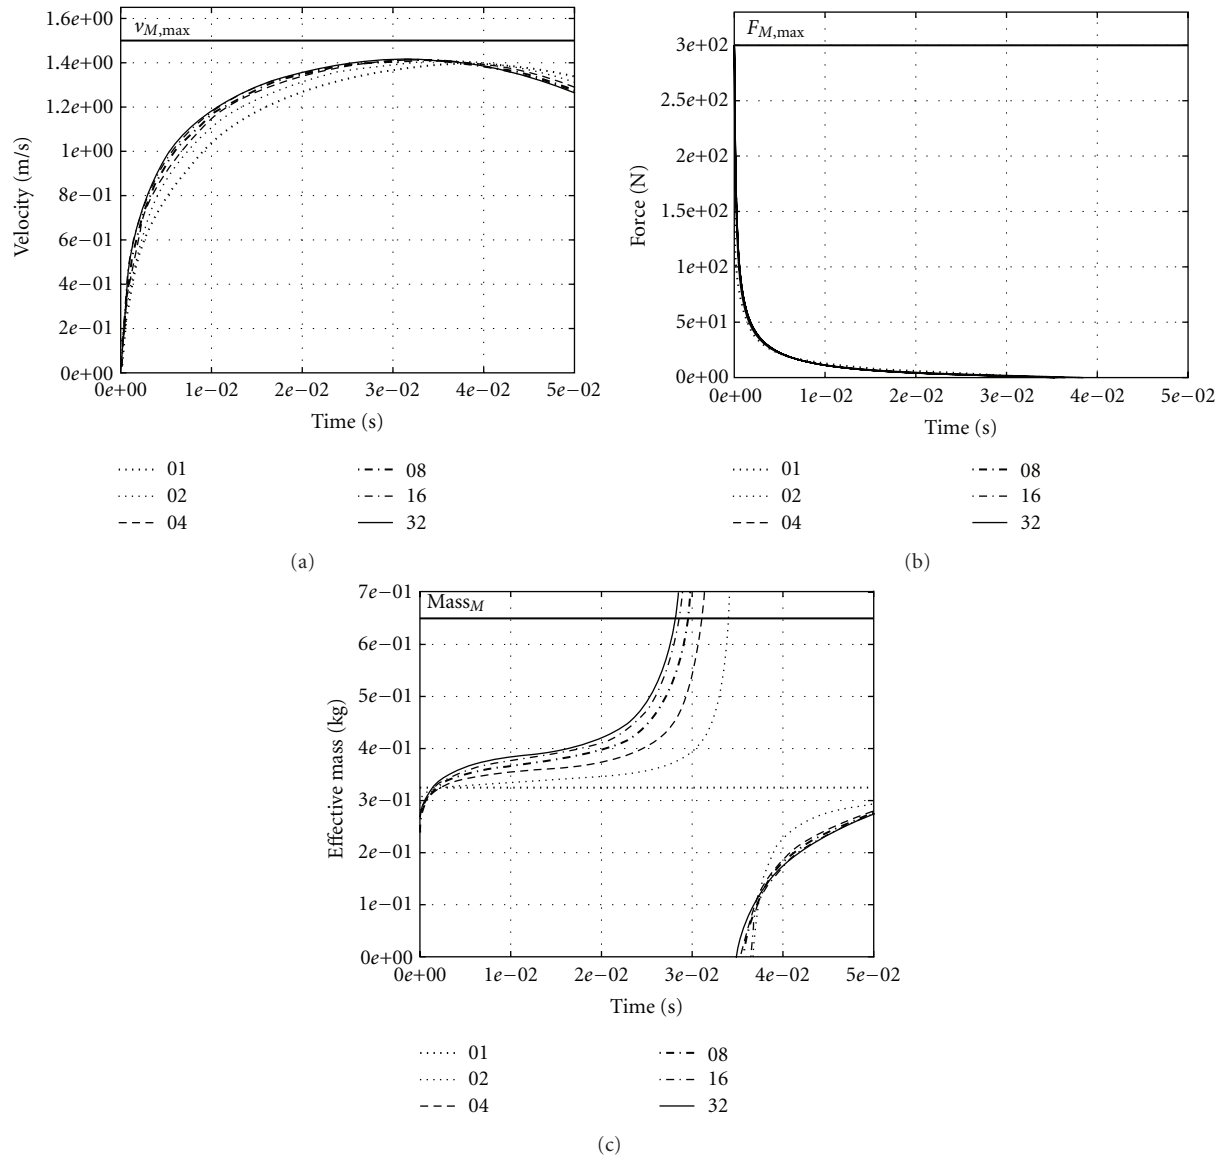 (a)
(b)
1.6e+00
1.4e+00
1.2e+00
1e+00
8e−01
6e−01
4e−01
2e−01
0e+00
Velocity (m/s)
v_M,max
0e+00 1e−02 2e−02 3e−02 4e−02 5e−02
Time (s)
01
02
04
08
16
32
(a)
3e+02
2.5e+02
2e+02
1.5e+02
1e+02
5e+01
0e+00
Force (N)
F_M,max
0e+00 1e−02 2e−02 3e−02 4e−02 5e−02
Time (s)
01
02
04
08
16
32
(b)
7e−01
6e−01
5e−01
4e−01
3e−01
2e−01
1e−01
0e+00
Effective mass (kg)
Mass_M
0e+00 1e−02 2e−02 3e−02 4e−02 5e−02
Time (s)
01
02
04
08
16
32
(c)